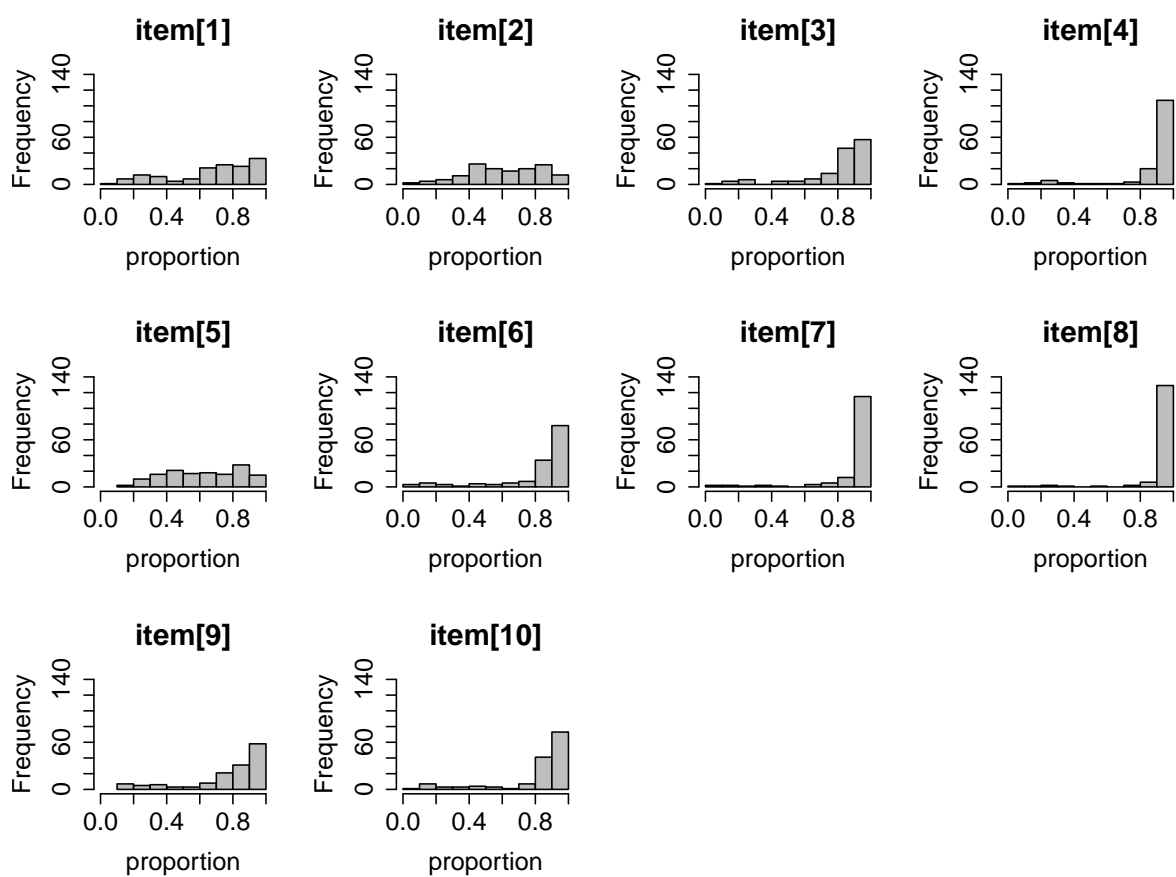 item[1]
Frequency
0 60 140
0.0 0.4 0.8
proportion
item[2]
Frequency
0 60 140
0.0 0.4 0.8
proportion
item[3]
Frequency
0 60 140
0.0 0.4 0.8
proportion
item[4]
Frequency
0 60 140
0.0 0.4 0.8
proportion
item[5]
Frequency
0 60 140
0.0 0.4 0.8
proportion
item[6]
Frequency
0 60 140
0.0 0.4 0.8
proportion
item[7]
Frequency
0 60 140
0.0 0.4 0.8
proportion
item[8]
Frequency
0 60 140
0.0 0.4 0.8
proportion
item[9]
Frequency
0 60 140
0.0 0.4 0.8
proportion
item[10]
Frequency
0 60 140
0.0 0.4 0.8
proportion